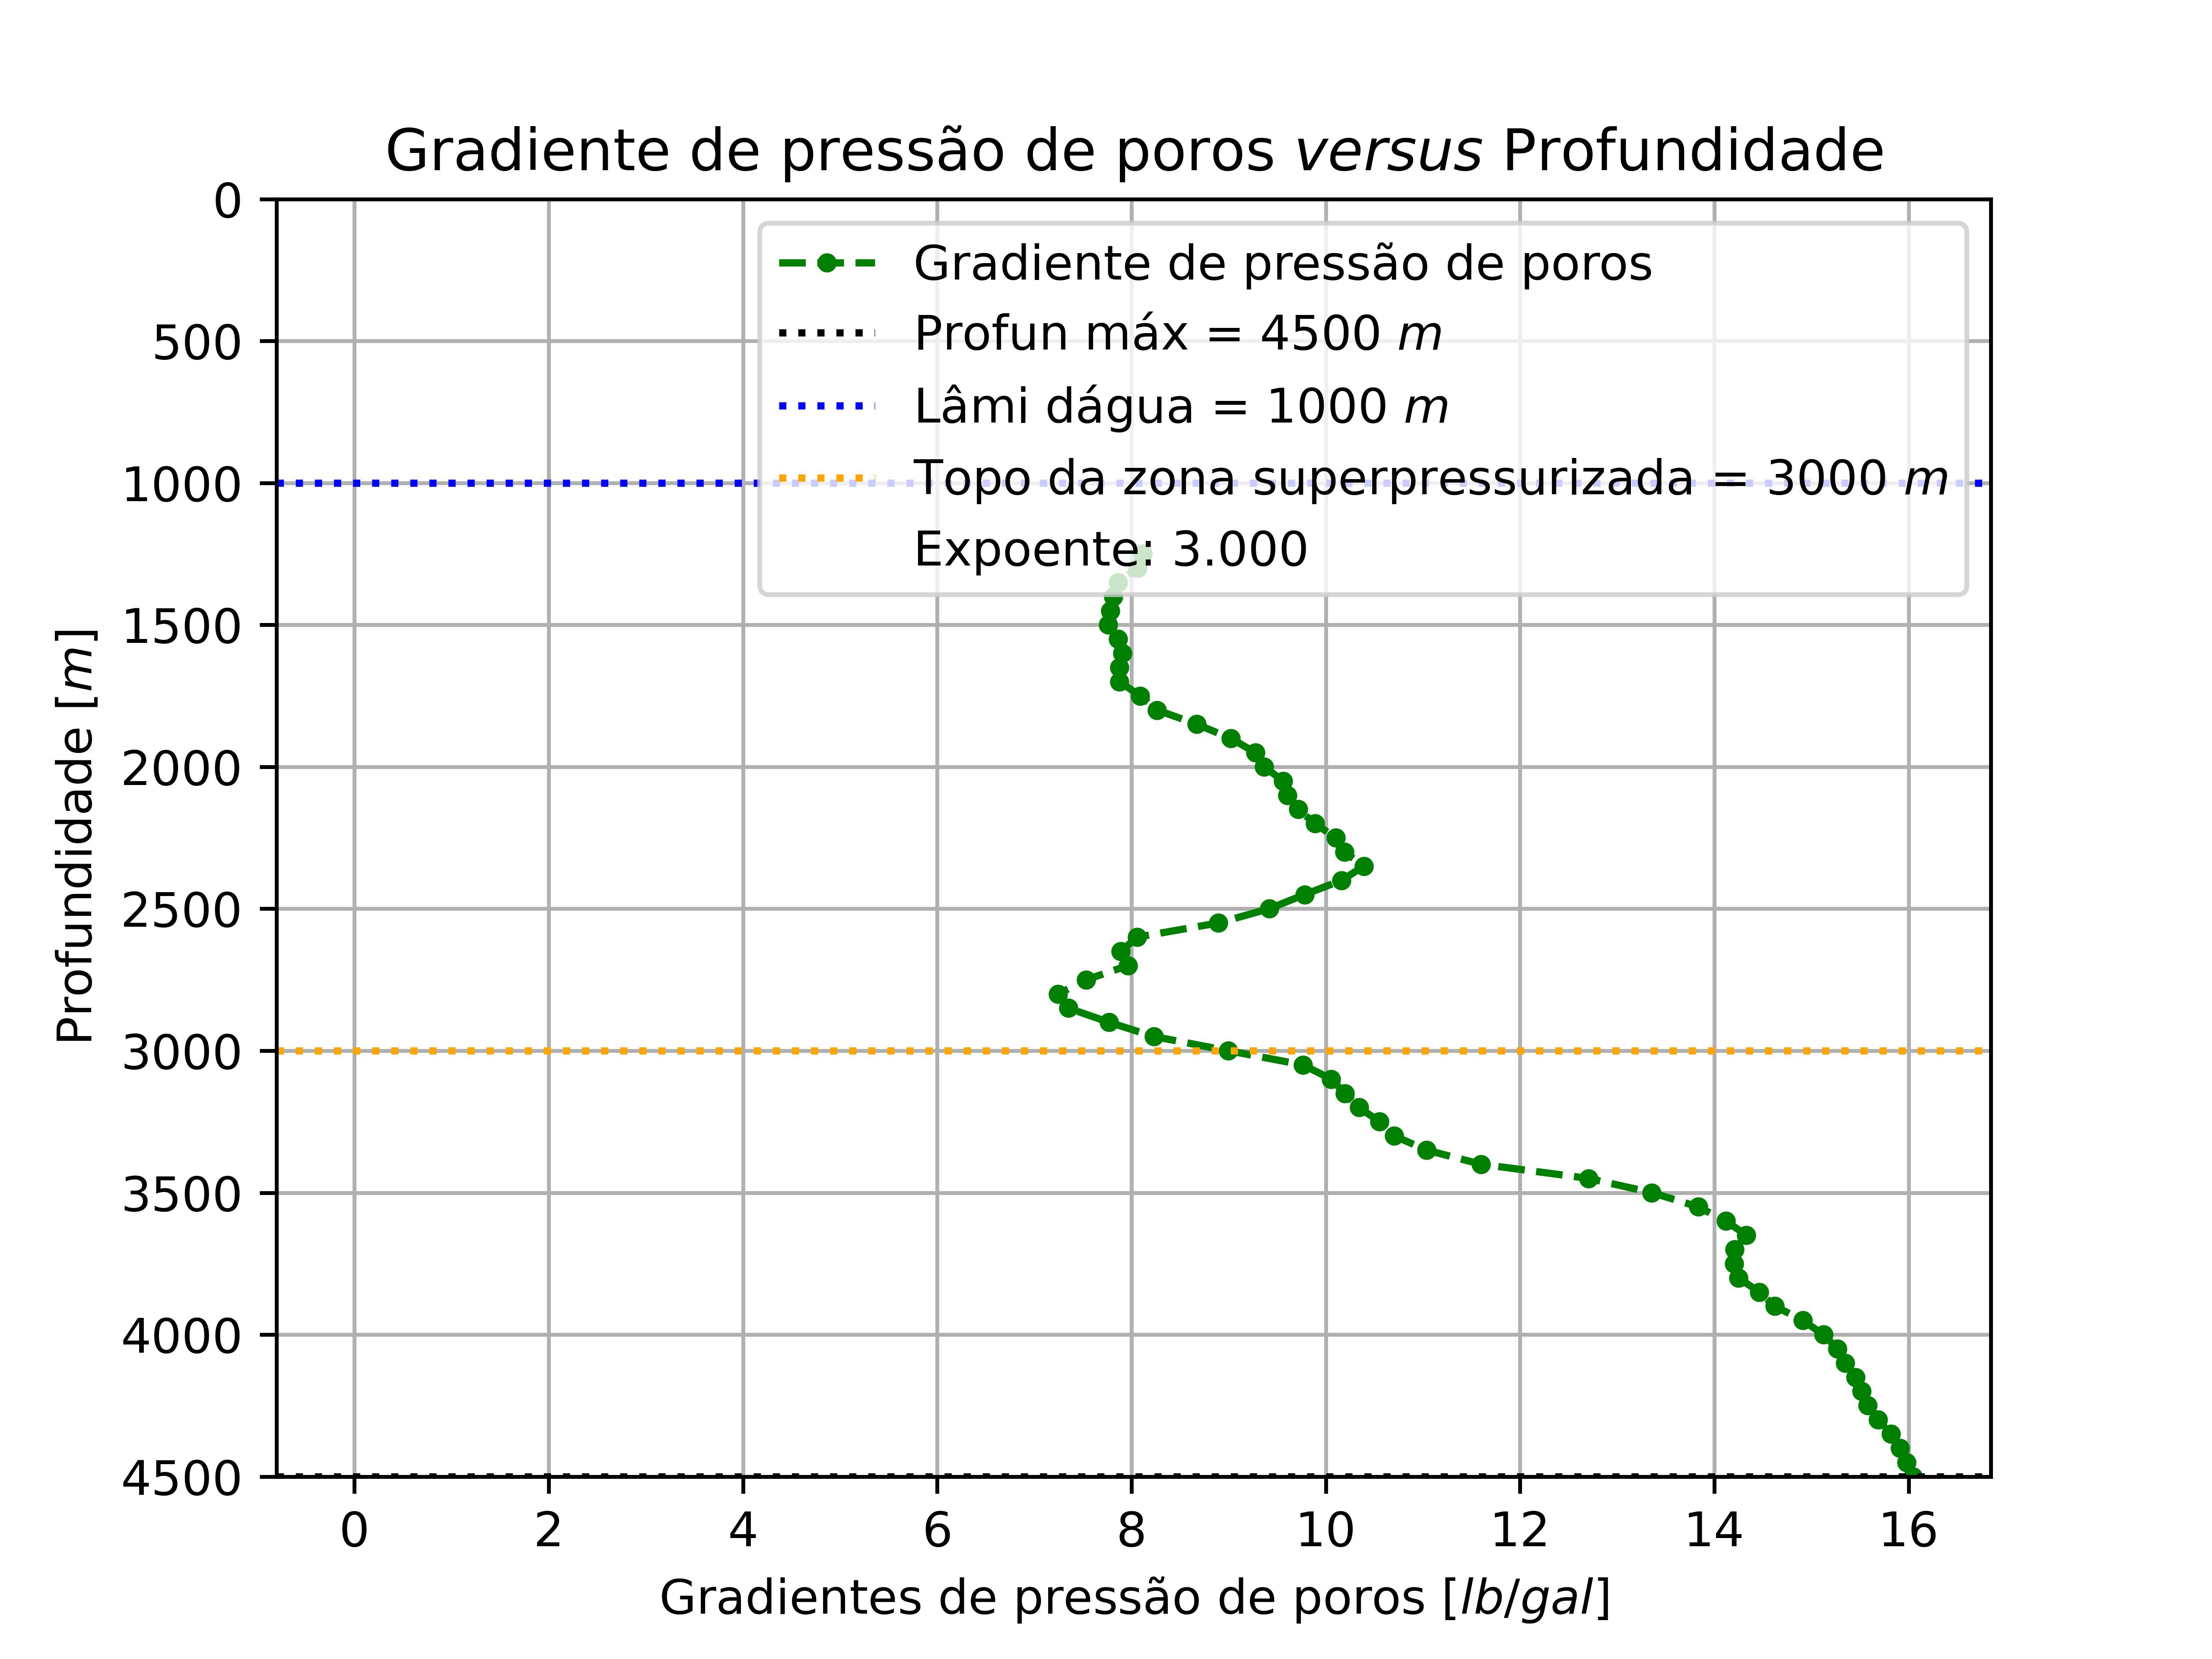 Gradiente de pressão de poros versus Profundidade
Gradiente de pressão de poros
Profun máx = 4500 m
Lâmi dágua = 1000 m
Topo da zona superpressurizada = 3000 m
Expoente: 3.000
Profundidade [m]
0
500
1000
1500
2000
2500
3000
3500
4000
4500
0 2 4 6 8 10 12 14 16
Gradientes de pressão de poros [lb/gal]